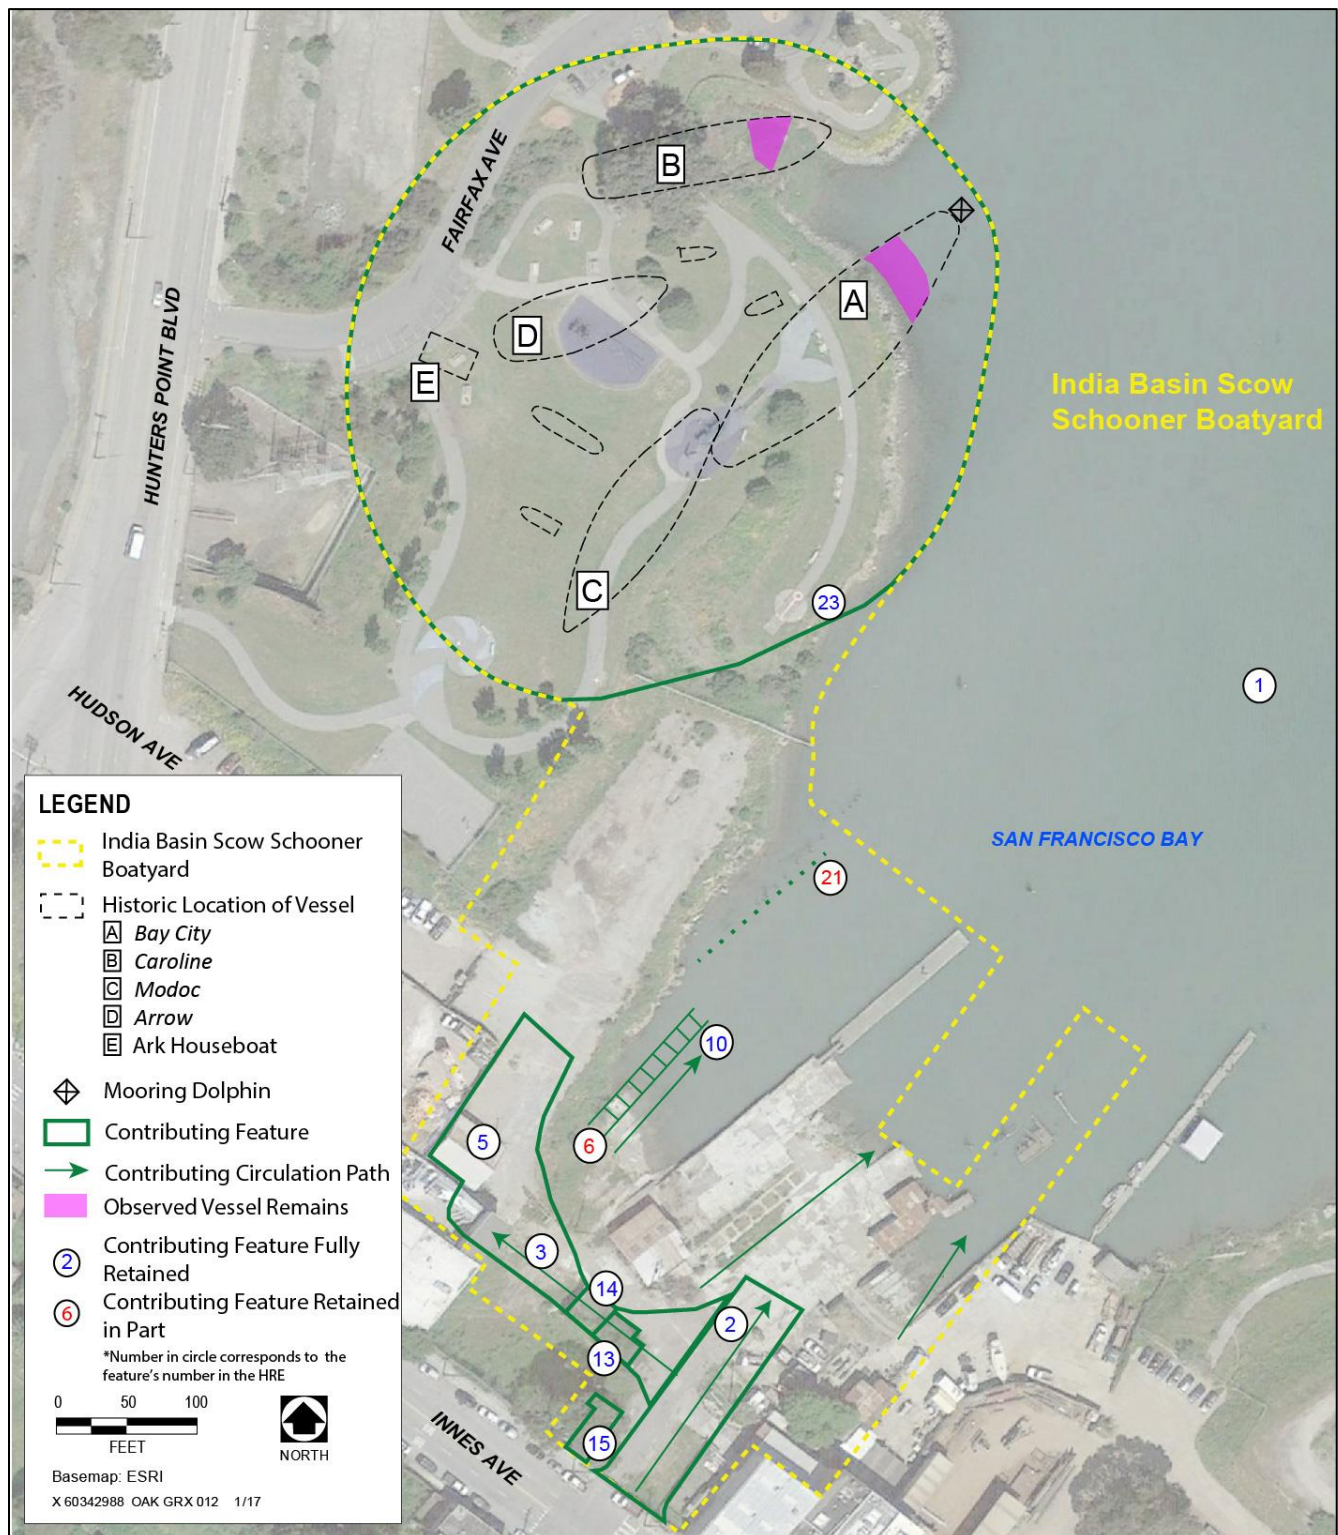 B
FAIRFAX AVE
A
D
E
HUNTERS POINT BLVD
India Basin Scow
Schooner Boatyard
C
23
1
HUDSON AVE
SAN FRANCISCO BAY
21
10
6
5
3
14
2
13
15
INNES AVE
LEGEND
India Basin Scow Schooner
Boatyard
Historic Location of Vessel
A Bay City
B Caroline
C Modoc
D Arrow
E Ark Houseboat
Mooring Dolphin
Contributing Feature
Contributing Circulation Path
Observed Vessel Remains
2 Contributing Feature Fully
Retained
6 Contributing Feature Retained
in Part
*Number in circle corresponds to the
feature's number in the HRE
0 50 100
FEET
NORTH
Basemap: ESRI
X 60342988 OAK GRX 012 1/17